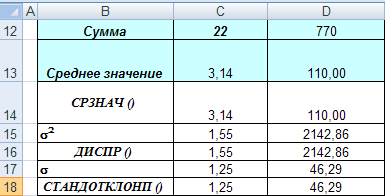 A B C D
12 Сумма 22 770
13 Среднее значение 3,14 110,00
14 СРЗНАЧ () 3,14 110,00
15 σ² 1,55 2142,86
16 ДИСПР () 1,55 2142,86
17 σ 1,25 46,29
18 СТАНДОТКЛОНП () 1,25 46,29